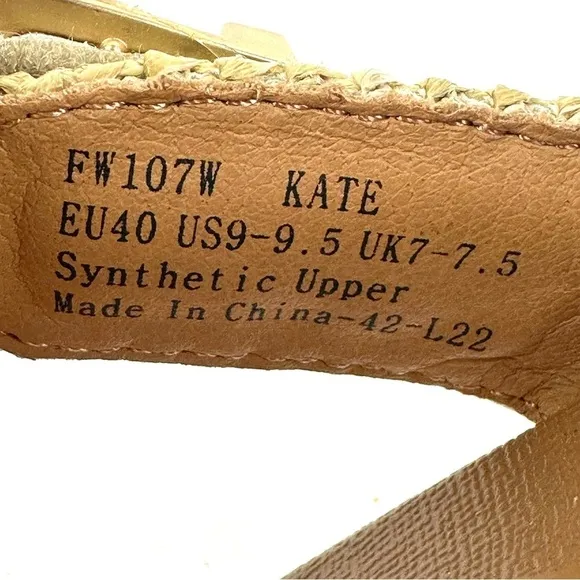 FW107W KATE
EU40 US9-9.5 UK7-7.5
Synthetic Upper
Made In China-42-L22